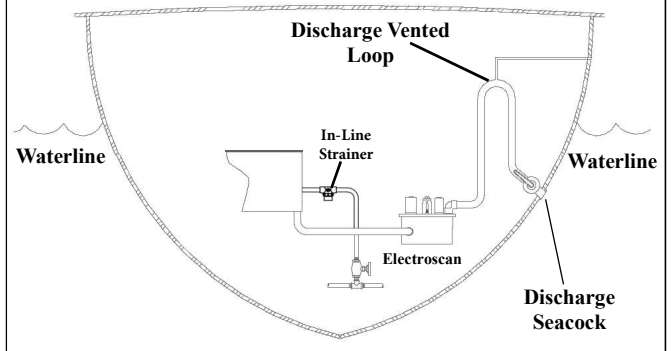 Discharge Vented
Loop
In-Line
Strainer
Waterline
Waterline
Electroscan
Discharge
Seacock